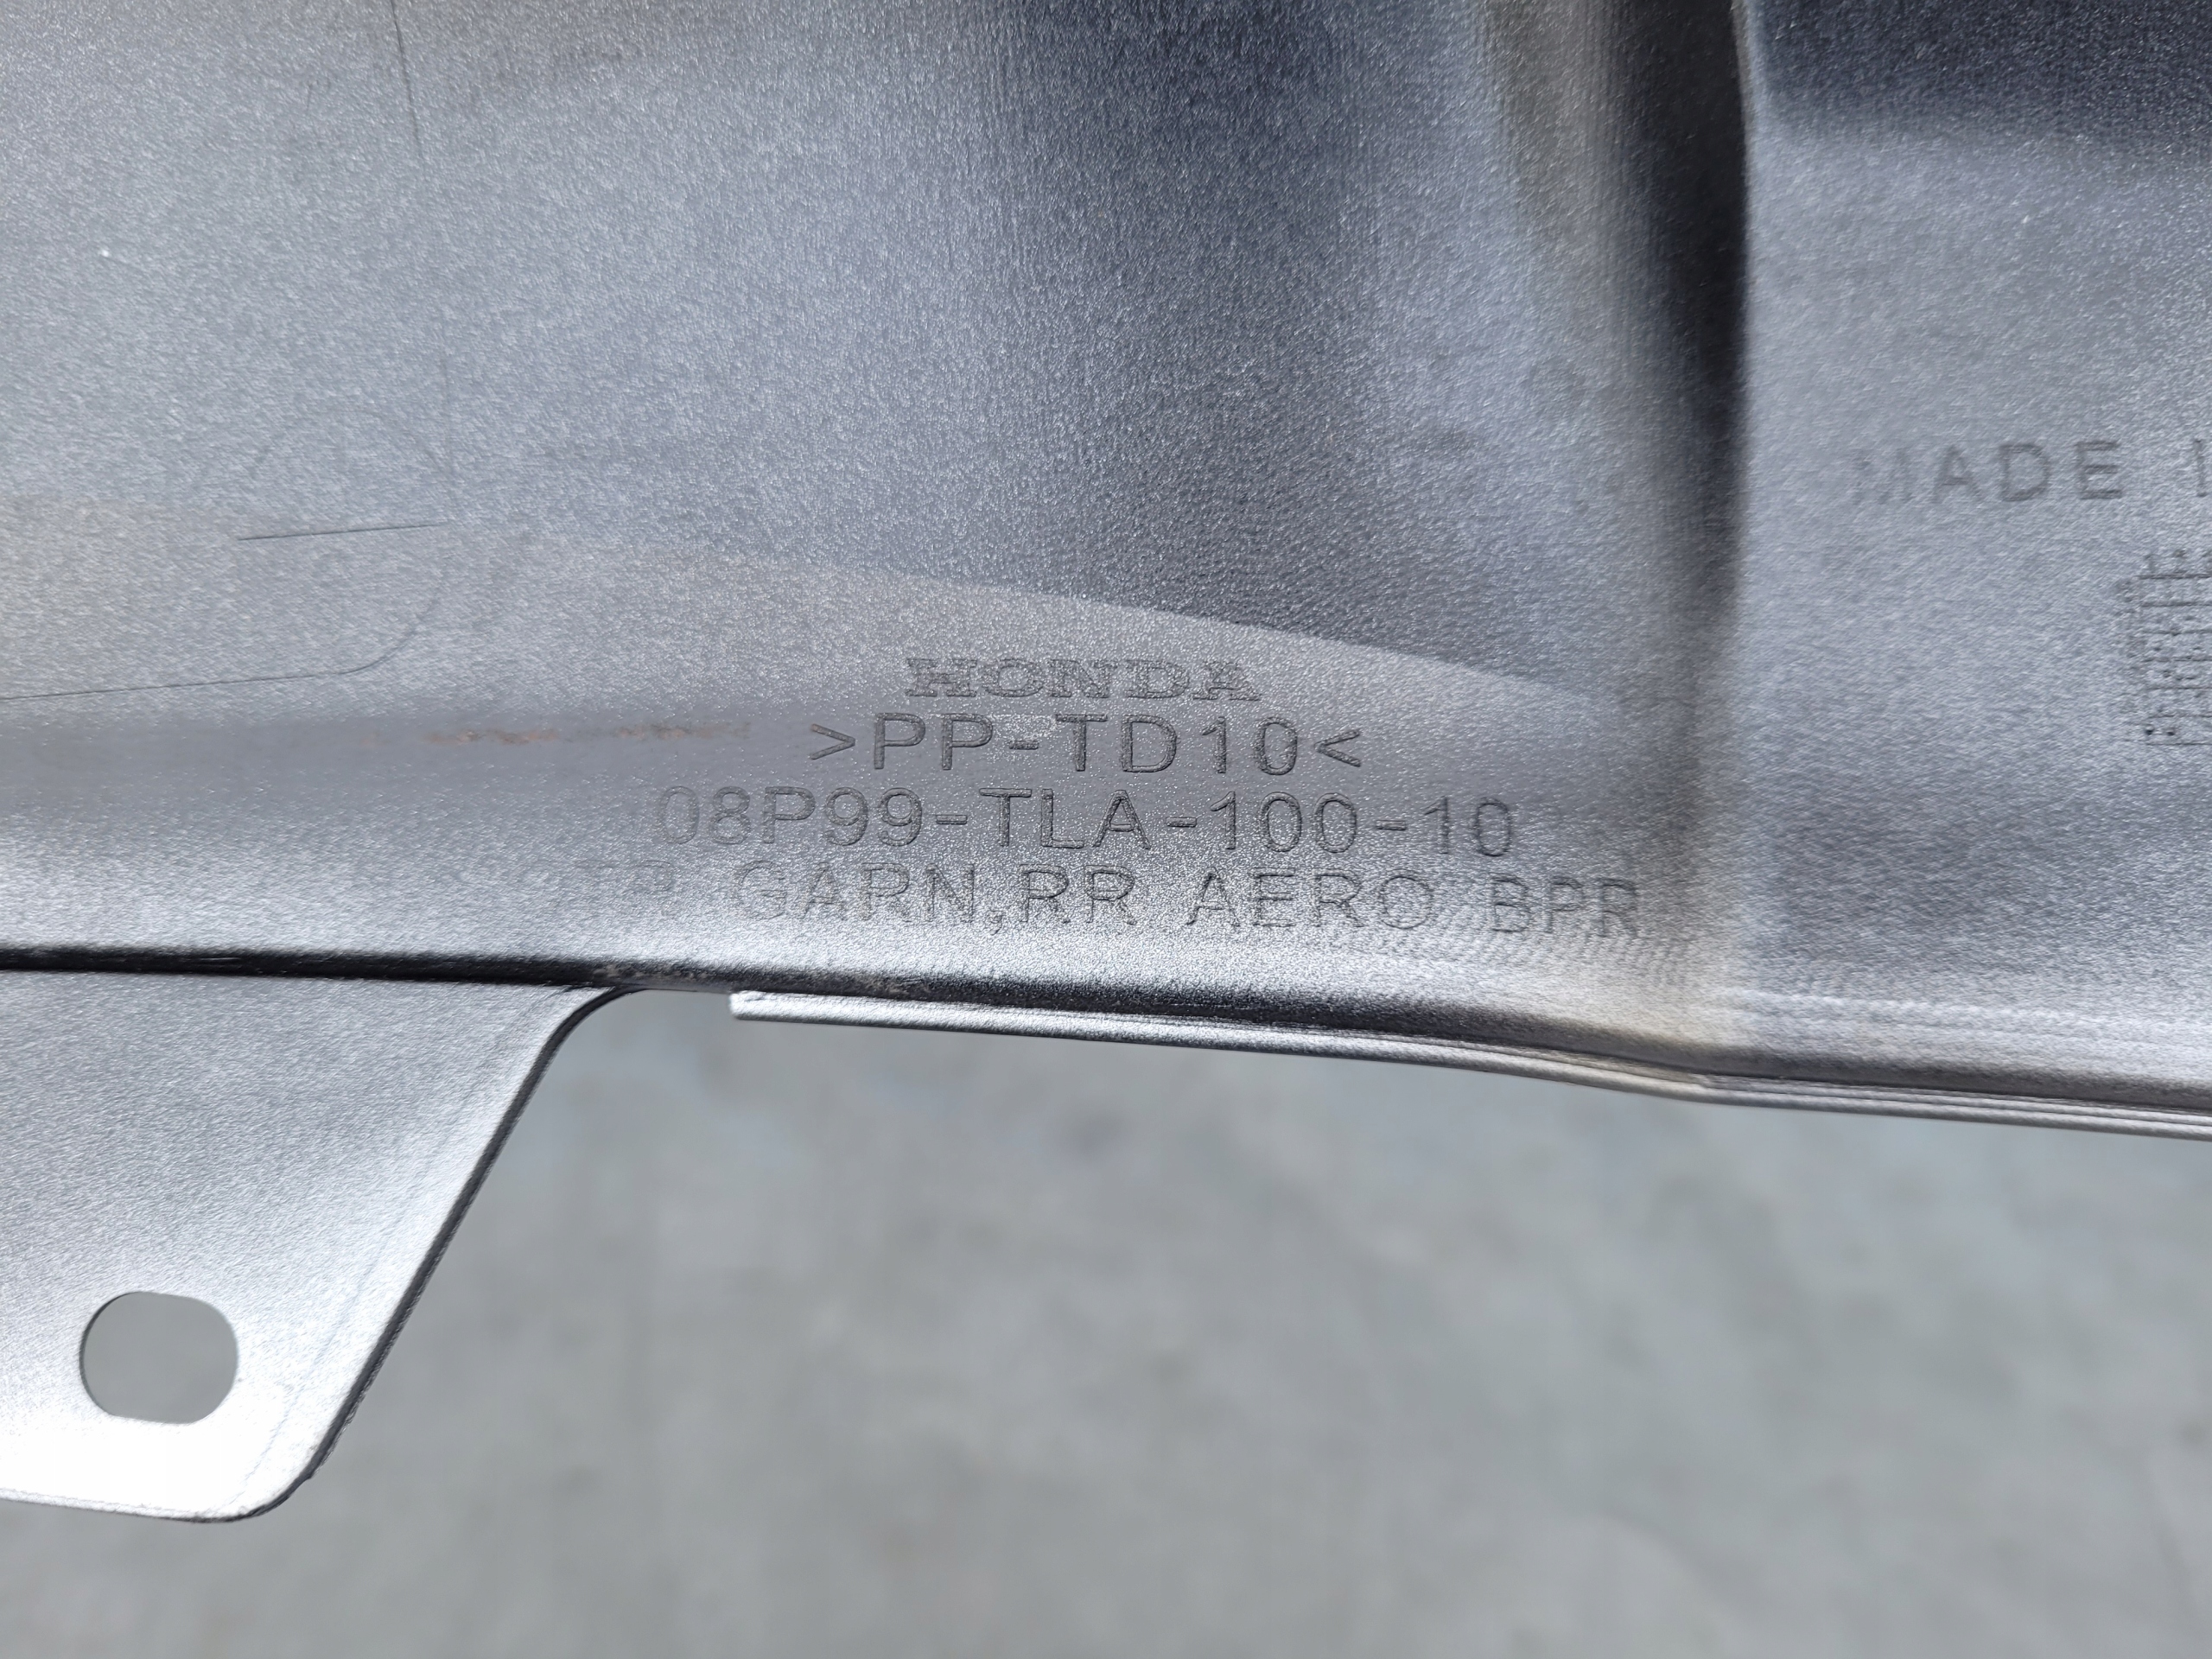 MADE
HONDA
>PP-TD10<
08P99-TLA-100-10
GARN,RR AERO BPR